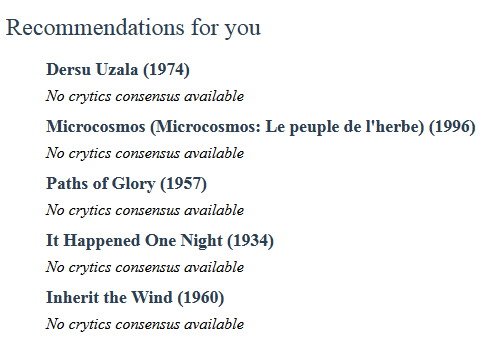 Recommendations for you
Dersu Uzala (1974)
No crytics consensus available
Microcosmos (Microcosmos: Le peuple de l'herbe) (1996)
No crytics consensus available
Paths of Glory (1957)
No crytics consensus available
It Happened One Night (1934)
No crytics consensus available
Inherit the Wind (1960)
No crytics consensus available